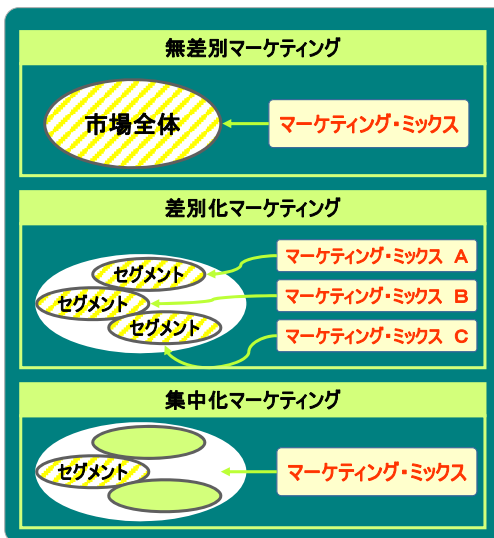 無差別マーケティング
市場全体
マーケティング・ミックス
差別化マーケティング
セグメント
マーケティング・ミックス A
セグメント
マーケティング・ミックス B
セグメント
マーケティング・ミックス C
集中化マーケティング
セグメント
マーケティング・ミックス